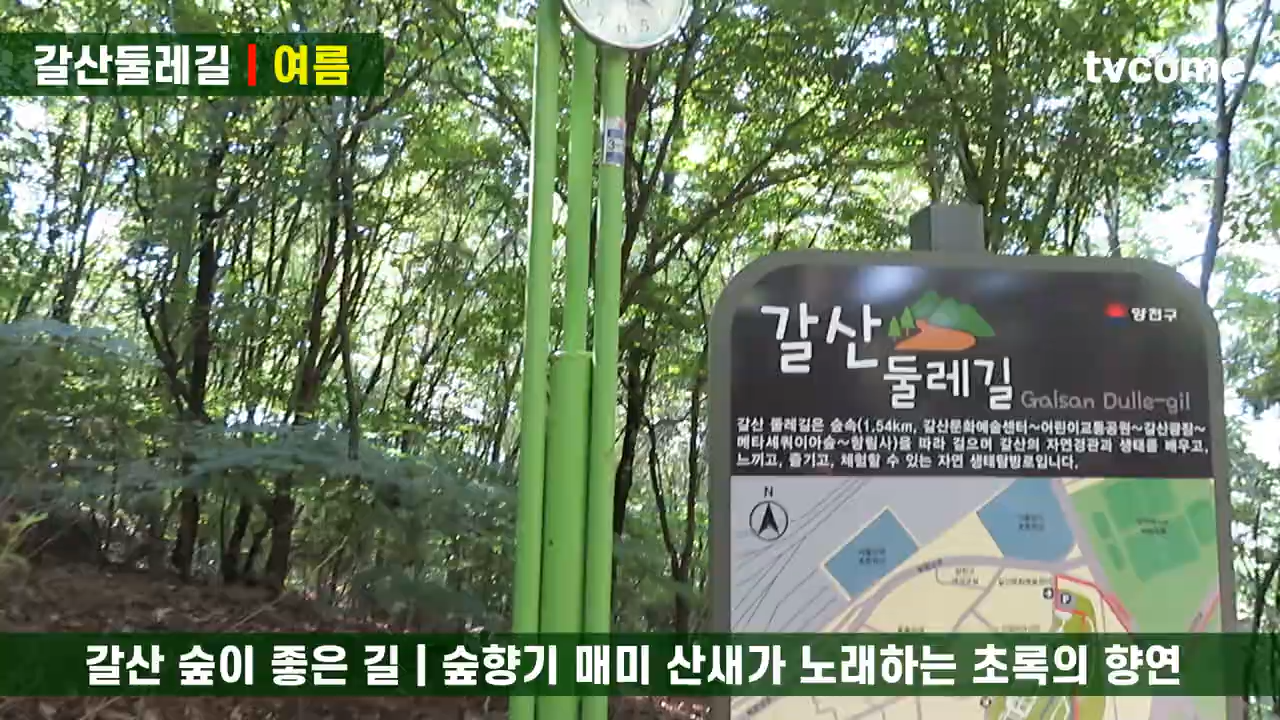 갈산둘레길 | 여름
tvcome
6 5
갈산
둘레길
Galsan Dulle-gil
양천구
갈산 둘레길은 숲속(1.54km, 갈산문화예술센터~어린이교통공원~갈산광장~
메타세쿼이아숲~함림사)을 따라 걸으며 갈산의 자연경관과 생태를 배우고,
느끼고, 즐기고, 체험할 수 있는 자연 생태탐방로입니다.
N
P
갈산 숲이 좋은 길 | 숲향기 매미 산새가 노래하는 초록의 향연